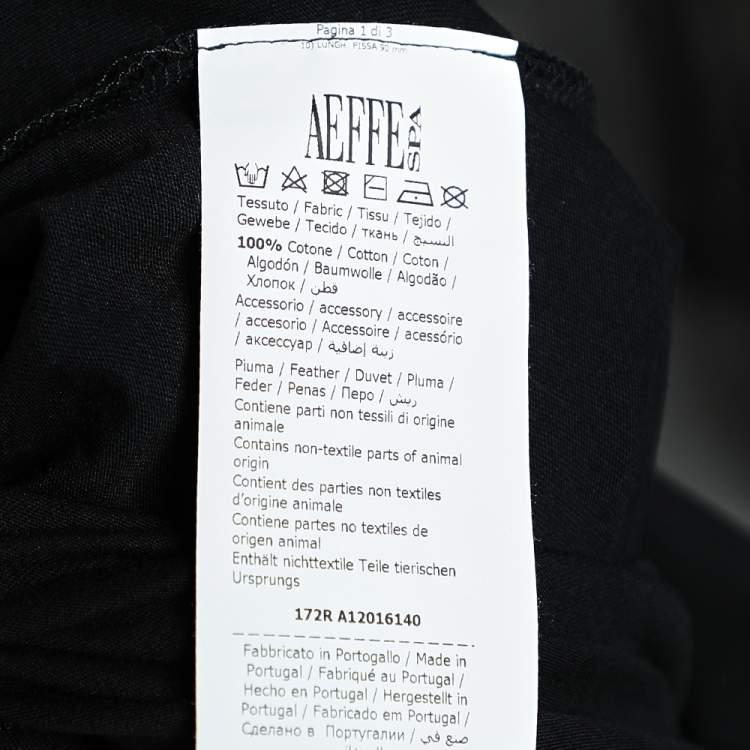 Pagina 1 di 3
10) LUNGH. FISSA 90 mm
AEFFE SPA
Tessuto / Fabric / Tissu / Tejido /
Gewebe / Tecido / ткань / النسيج
100% Cotone / Cotton / Coton /
Algodón / Baumwolle / Algodão /
Хлопок / قطن
Accessorio / accessory / accessoire
/ accesorio / Accessoire / acessório
/ аксессуар / زينة إضافية
Piuma / Feather / Duvet / Pluma /
Feder / Penas / Перо / ريش
Contiene parti non tessili di origine
animale
Contains non-textile parts of animal
origin
Contient des parties non textiles
d'origine animale
Contiene partes no textiles de
origen animal
Enthält nichttextile Teile tierischen
Ursprungs
172R A12016140
Fabbricato in Portogallo / Made in
Portugal / Fabriqué au Portugal /
Hecho en Portugal / Hergestellt in
Portugal / Fabricado em Portugal /
Сделано в Португалии / صنع في